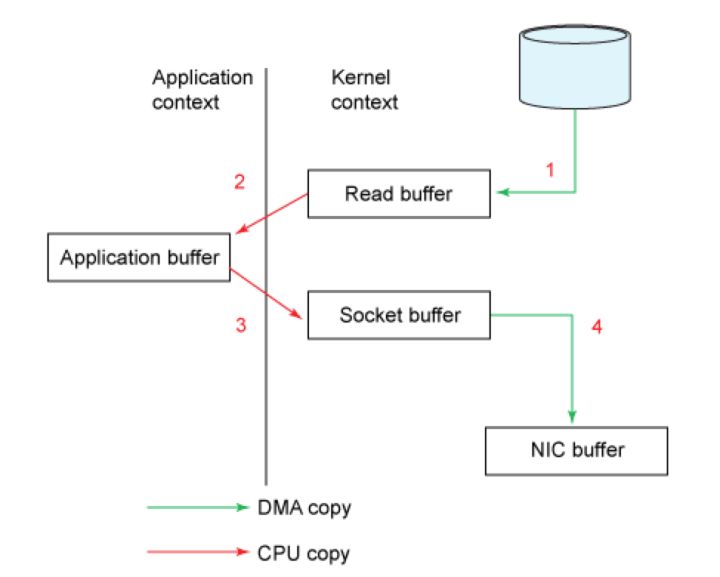 Application
context
Kernel
context
1
2
Read buffer
Application buffer
3
Socket buffer
4
NIC buffer
DMA copy
CPU copy